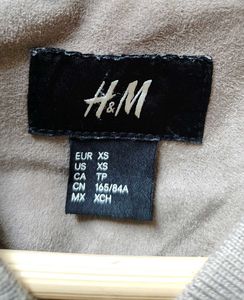 H&M
EUR XS
US XS
CA TP
CN 165/84A
MX XCH